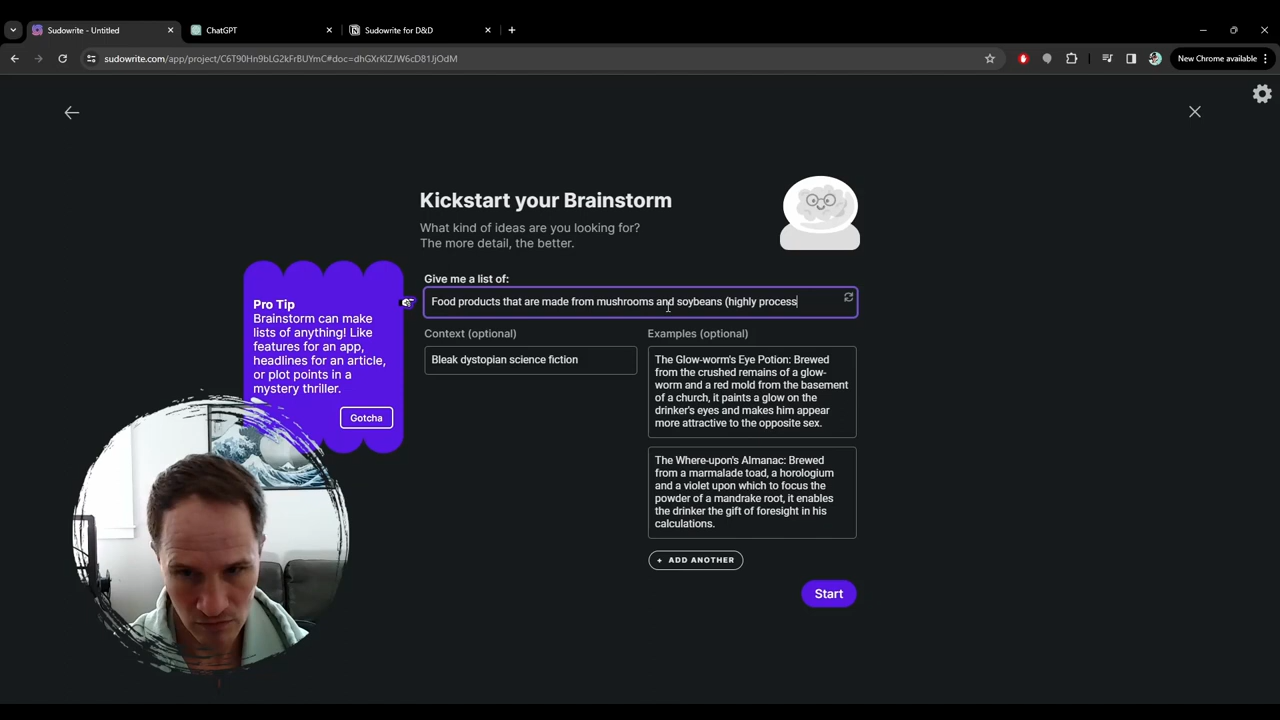 Sudowrite - Untitled
ChatGPT
Sudowrite for D&D
sudowrite.com/app/project/C6T90Hn9bLG2kFrBUYmC#doc=dhGXrKlZJW6cD81JjOdM
New Chrome available
Kickstart your Brainstorm
What kind of ideas are you looking for?
The more detail, the better.
Give me a list of:
Food products that are made from mushrooms and soybeans (highly process
Pro Tip
Brainstorm can make
lists of anything! Like
features for an app,
headlines for an article,
or plot points in a
mystery thriller.
Gotcha
Context (optional)
Bleak dystopian science fiction
Examples (optional)
The Glow-worm's Eye Potion: Brewed
from the crushed remains of a glow-
worm and a red mold from the basement
of a church, it paints a glow on the
drinker's eyes and makes him appear
more attractive to the opposite sex.
The Where-upon's Almanac: Brewed
from a marmalade toad, a horologium
and a violet upon which to focus the
powder of a mandrake root, it enables
the drinker the gift of foresight in his
calculations.
+ ADD ANOTHER
Start